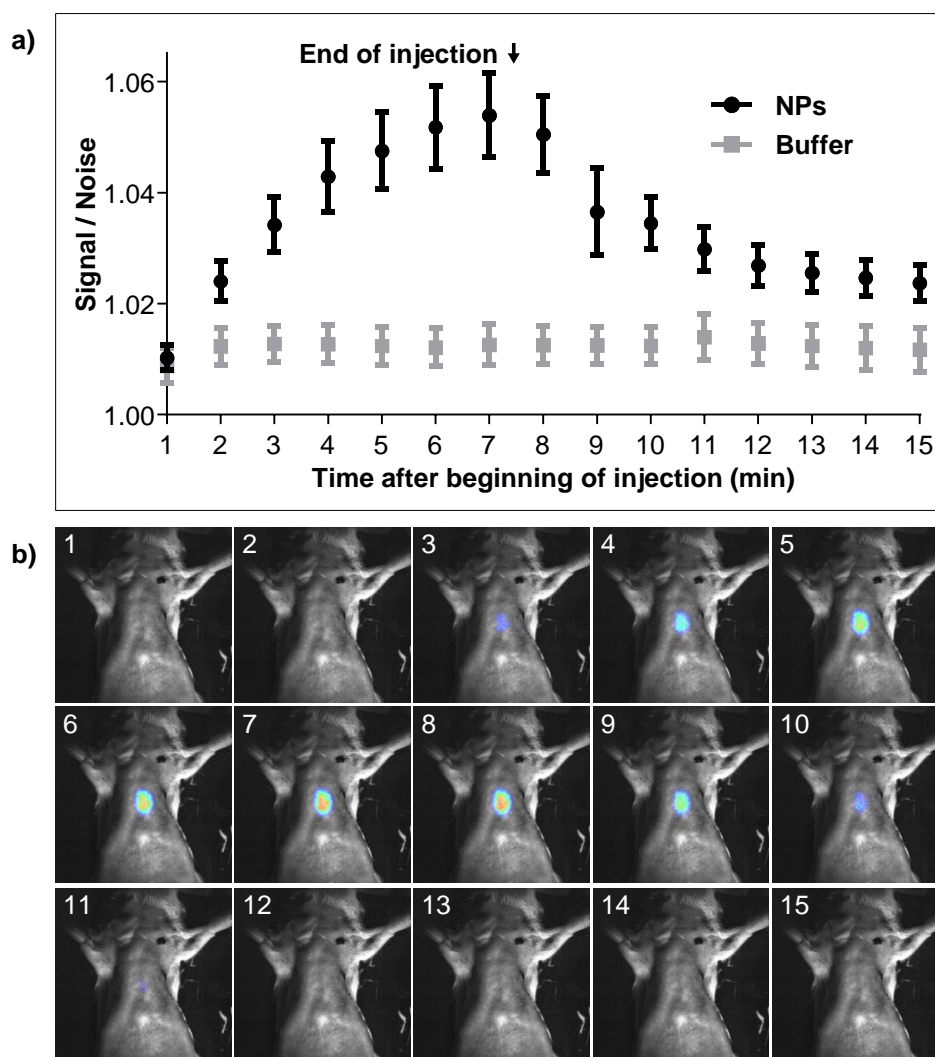 a)
End of injection ↓
1.06
1.04
1.02
1.00
Signal / Noise
NPs
Buffer
1 2 3 4 5 6 7 8 9 10 11 12 13 14 15
Time after beginning of injection (min)
b)
1 2 3 4 5
6 7 8 9 10
11 12 13 14 15